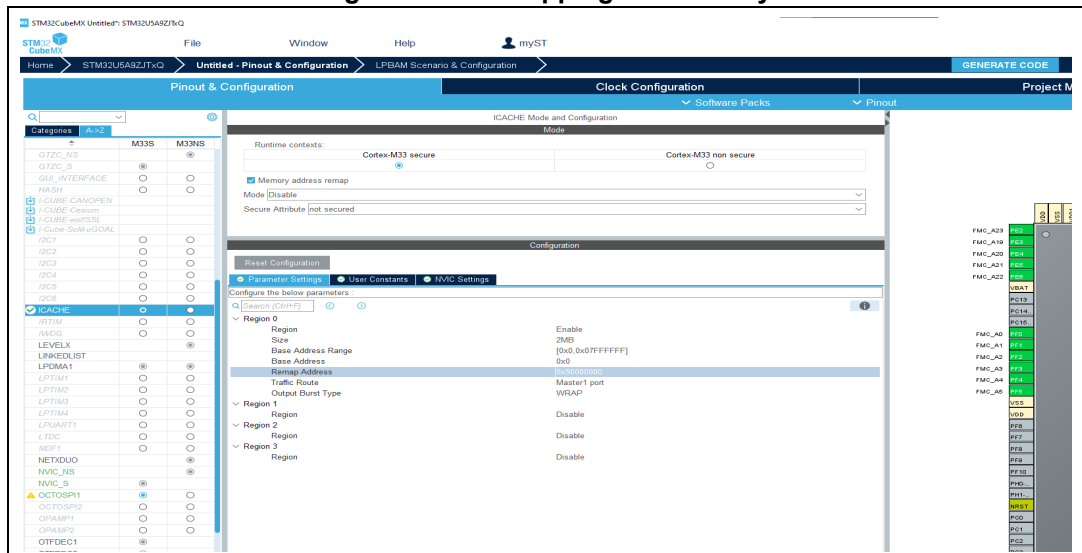 STM32CubeMX Untitled*: STM32U5A9ZJTxQ
STM32 CubeMX
File
Window
Help
myST
Home
STM32U5A9ZJTxQ
Untitled - Pinout & Configuration
LPBAM Scenario & Configuration
GENERATE CODE
Pinout & Configuration
Clock Configuration
Project M
Software Packs
Pinout
Categories A->Z
M33S M33NS
GTZC_NS
GTZC_S
GUI_INTERFACE
HASH
I-CUBE-CANOPEN
I-CUBE-Cesium
I-CUBE-wolfSSL
I-Cube-SoM-uGOAL
I2C1
I2C2
I2C3
I2C4
I2C5
I2C6
ICACHE
IRTIM
IWDG
LEVELX
LINKEDLIST
LPDMA1
LPTIM1
LPTIM2
LPTIM3
LPTIM4
LPUART1
LTDC
MDF1
NETXDUO
NVIC_NS
NVIC_S
OCTOSPI1
OCTOSPI2
OPAMP1
OPAMP2
OTFDEC1
ICACHE Mode and Configuration
Mode
Runtime contexts:
Cortex-M33 secure
Cortex-M33 non secure
Memory address remap
Mode Disable
Secure Attribute not secured
Configuration
Reset Configuration
Parameter Settings
User Constants
NVIC Settings
Configure the below parameters :
Search (Ctrl+F)
Region 0
Region Enable
Size 2MB
Base Address Range [0x0,0x07FFFFFF]
Base Address 0x0
Remap Address 0x90000000
Traffic Route Master1 port
Output Burst Type WRAP
Region 1
Region Disable
Region 2
Region Disable
Region 3
Region Disable
VDD
VSS
FMC_A23 PE2
FMC_A19 PE3
FMC_A20 PE4
FMC_A21 PE5
FMC_A22 PE6
VBAT
PC13
PC14..
PC15..
FMC_A0 PF0
FMC_A1 PF1
FMC_A2 PF2
FMC_A3 PF3
FMC_A4 PF4
FMC_A5 PF5
VSS
VDD
PF6
PF7
PF8
PF9
PF10
PH0-..
PH1-..
NRST
PC0
PC1
PC2